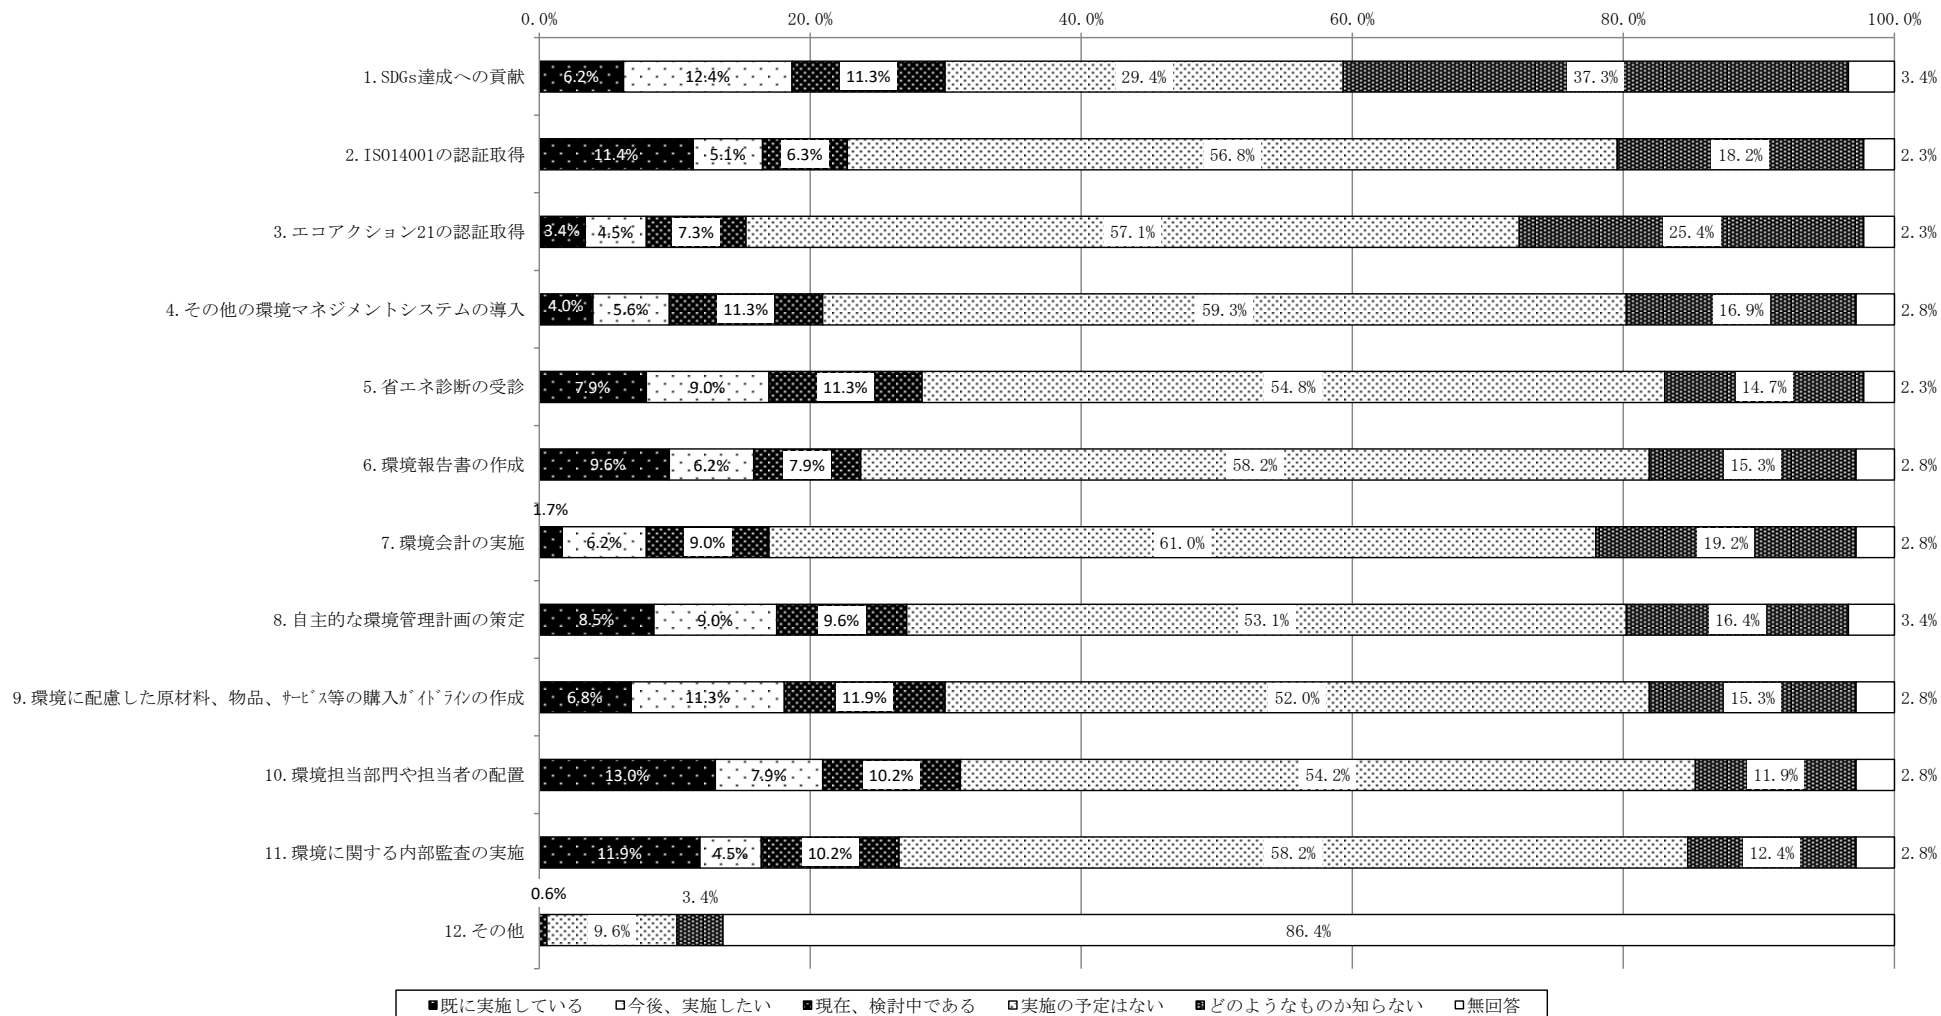 0.0% 20.0% 40.0% 60.0% 80.0% 100.0%
1.SDGs達成への貢献 6.2% 12.4% 11.3% 29.4% 37.3% 3.4%
2.ISO14001の認証取得 11.4% 5.1% 6.3% 56.8% 18.2% 2.3%
3.エコアクション21の認証取得 3.4% 4.5% 7.3% 57.1% 25.4% 2.3%
4.その他の環境マネジメントシステムの導入 4.0% 5.6% 11.3% 59.3% 16.9% 2.8%
5.省エネ診断の受診 7.9% 9.0% 11.3% 54.8% 14.7% 2.3%
6.環境報告書の作成 9.6% 6.2% 7.9% 58.2% 15.3% 2.8%
1.7%
7.環境会計の実施 6.2% 9.0% 61.0% 19.2% 2.8%
8.自主的な環境管理計画の策定 8.5% 9.0% 9.6% 53.1% 16.4% 3.4%
9.環境に配慮した原材料、物品、ｻｰﾋﾞｽ等の購入ｶﾞｲﾄﾞﾗｲﾝの作成 6.8% 11.3% 11.9% 52.0% 15.3% 2.8%
10.環境担当部門や担当者の配置 13.0% 7.9% 10.2% 54.2% 11.9% 2.8%
11.環境に関する内部監査の実施 11.9% 4.5% 10.2% 58.2% 12.4% 2.8%
0.6% 3.4%
12.その他 9.6% 86.4%
既に実施している 今後、実施したい 現在、検討中である 実施の予定はない どのようなものか知らない 無回答